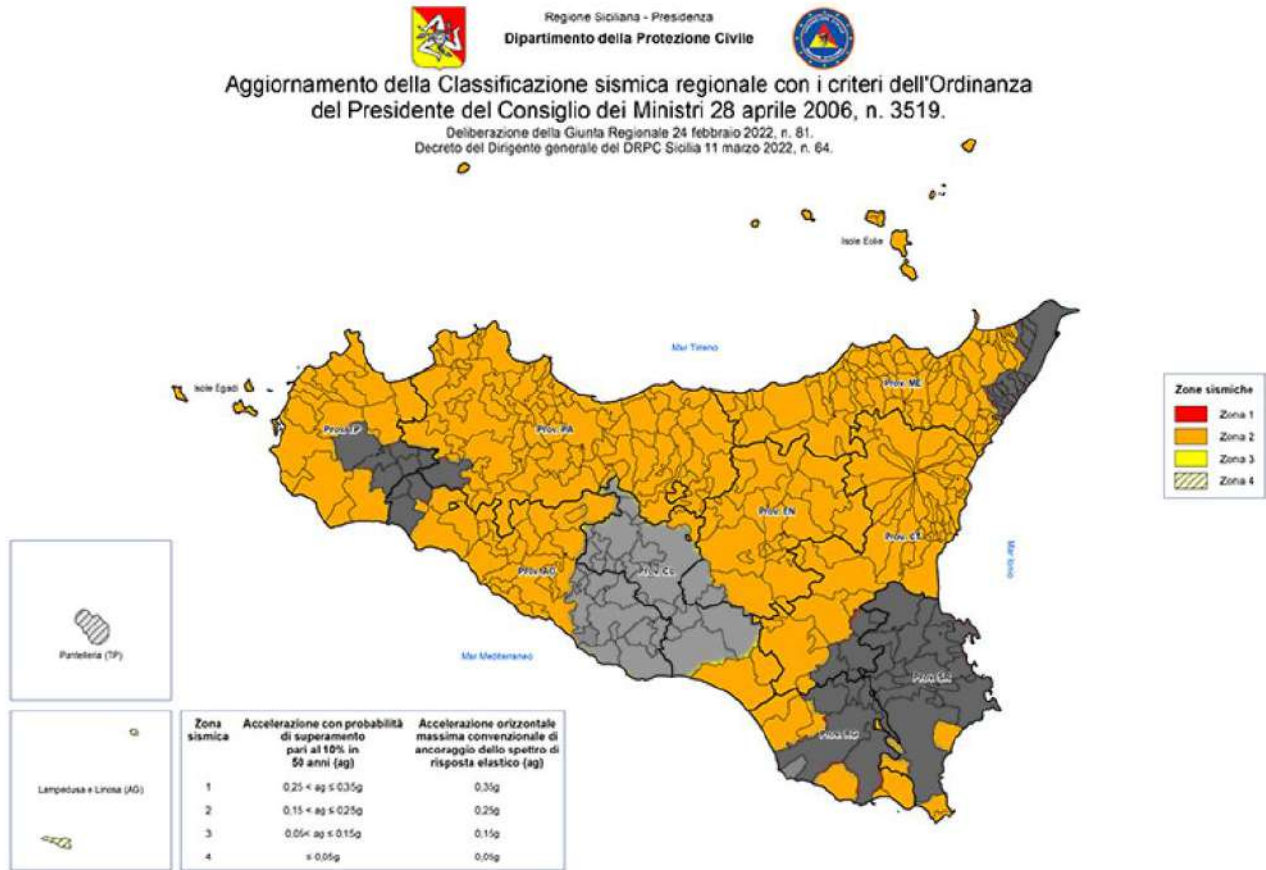 Regione Siciliana - Presidenza
Dipartimento della Protezione Civile
Aggiornamento della Classificazione sismica regionale con i criteri dell'Ordinanza
del Presidente del Consiglio dei Ministri 28 aprile 2006, n. 3519.
Deliberazione della Giunta Regionale 24 febbraio 2022, n. 81.
Decreto del Dirigente generale del DRPC Sicilia 11 marzo 2022, n. 64.
Isole Eolie
Mar Tirreno
Isole Egadi
Prov. ME
Prov. TP
Prov. PA
Prov. EN
Prov. CT
Prov. AG
Prov. CL
Mar Ionio
Mar Mediterraneo
Prov. SR
Prov. RG
Zone sismiche
Zona 1
Zona 2
Zona 3
Zona 4
Pantelleria (TP)
Lampedusa e Linosa (AG)
Zona sismica
Accelerazione con probabilità di superamento pari al 10% in 50 anni (ag)
Accelerazione orizzontale massima convenzionale di ancoraggio dello spettro di risposta elastico (ag)
1 0,25 < ag ≤ 0,35g 0,35g
2 0,15 < ag ≤ 0,25g 0,25g
3 0,05< ag ≤ 0,15g 0,15g
4 ≤ 0,05g 0,05g